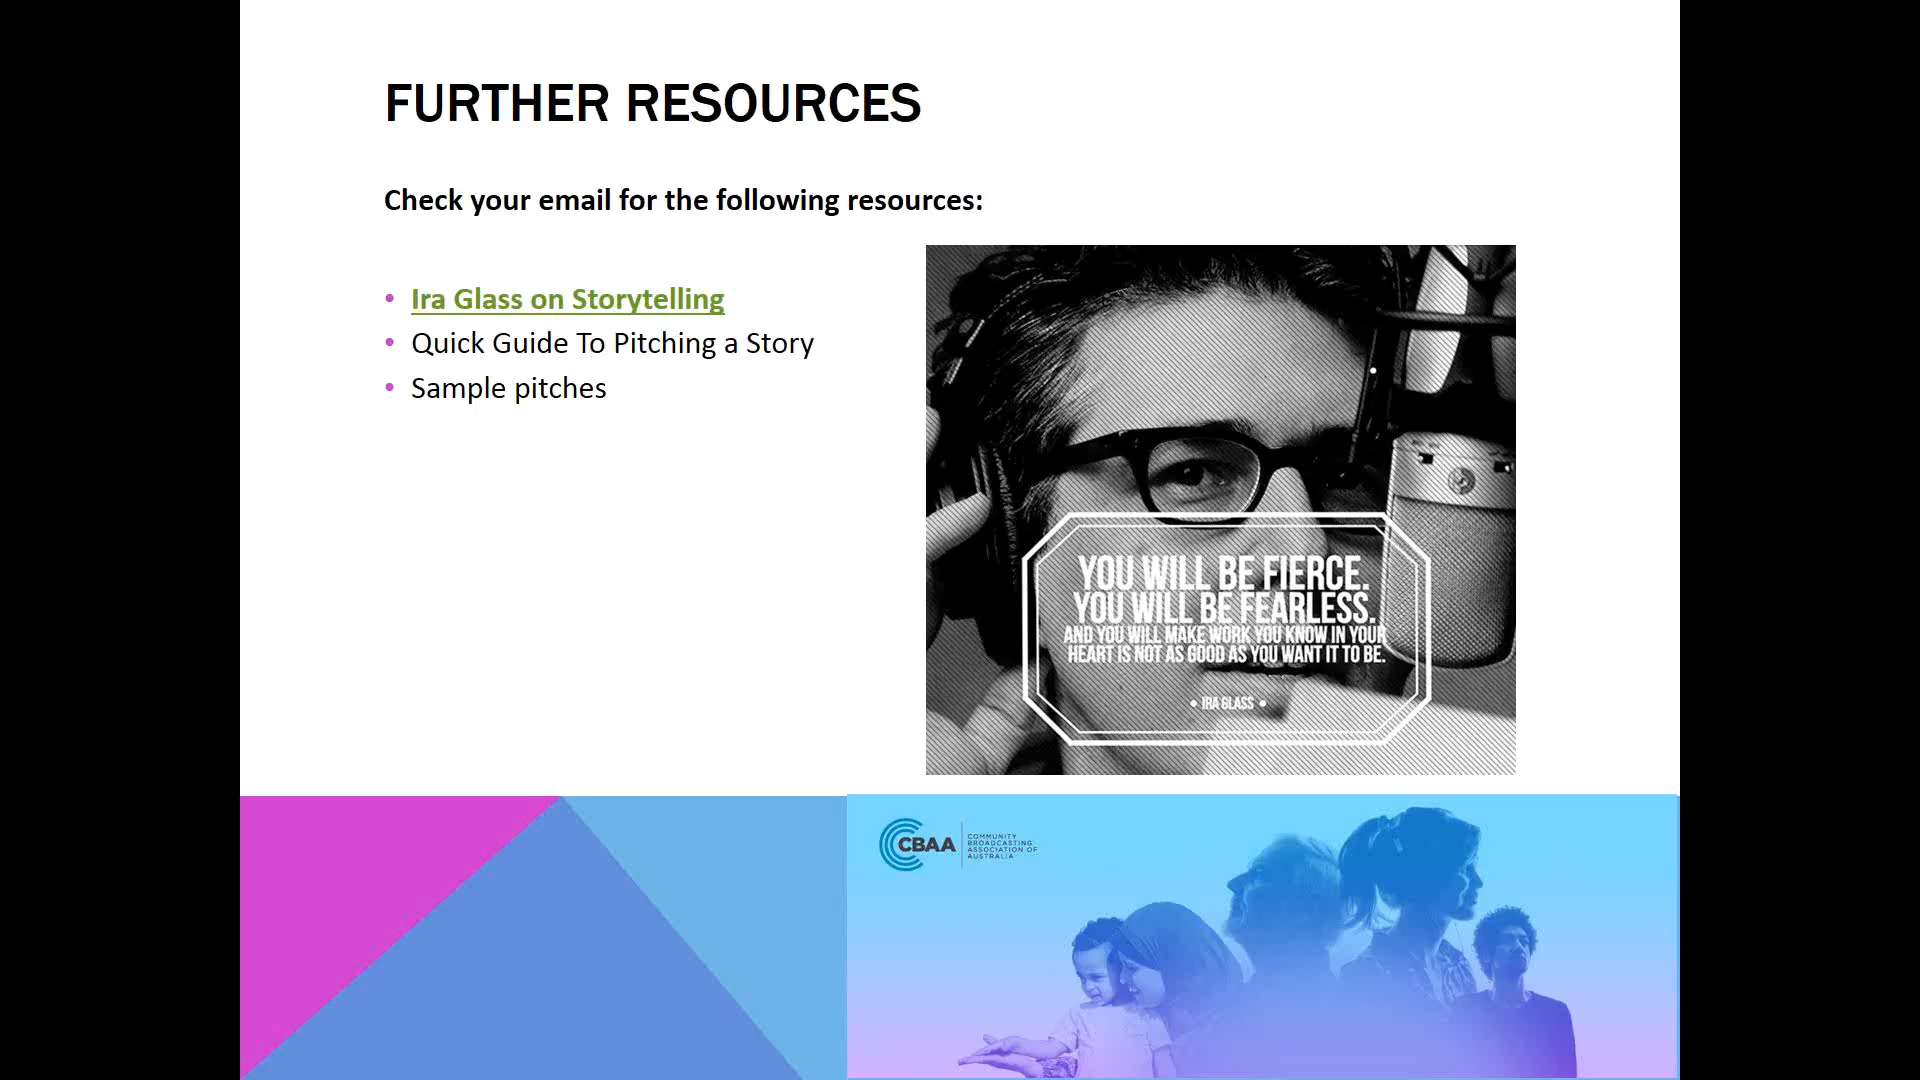 FURTHER RESOURCES
Check your email for the following resources:
• Ira Glass on Storytelling
• Quick Guide To Pitching a Story
• Sample pitches
YOU WILL BE FIERCE.
YOU WILL BE FEARLESS.
AND YOU WILL MAKE WORK YOU KNOW IN YOUR
HEART IS NOT AS GOOD AS YOU WANT IT TO BE.
• IRA GLASS •
CBAA
COMMUNITY
BROADCASTING
ASSOCIATION OF
AUSTRALIA